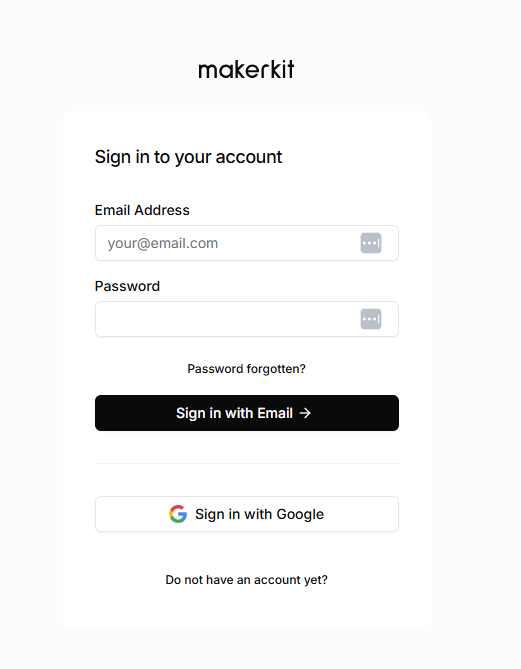 makerkit
Sign in to your account
Email Address
your@email.com
Password
Password forgotten?
Sign in with Email →
Sign in with Google
Do not have an account yet?